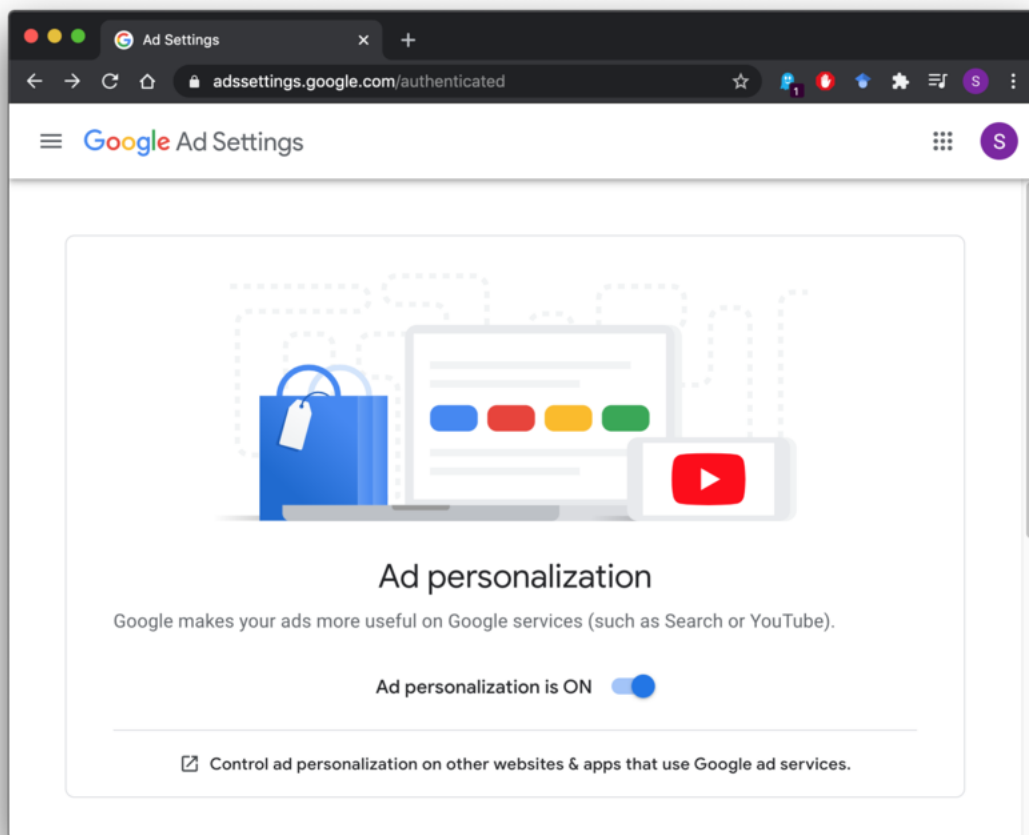 Ad Settings
adssettings.google.com/authenticated
1
S
Google Ad Settings
S
Ad personalization
Google makes your ads more useful on Google services (such as Search or YouTube).
Ad personalization is ON
Control ad personalization on other websites & apps that use Google ad services.